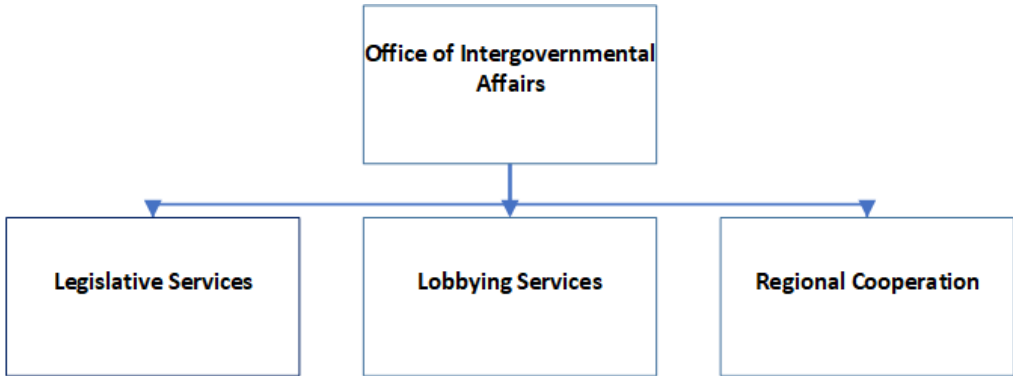 Office of Intergovernmental
Affairs
Legislative Services
Lobbying Services
Regional Cooperation